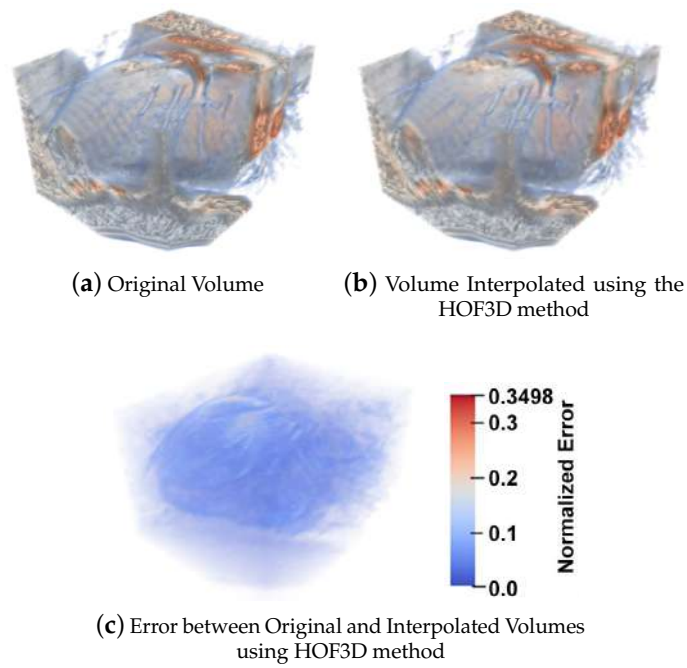 (a) Original Volume
(b) Volume Interpolated using the
HOF3D method
0.3498
0.3
0.2
0.1
0.0
Normalized Error
(c) Error between Original and Interpolated Volumes
using HOF3D method